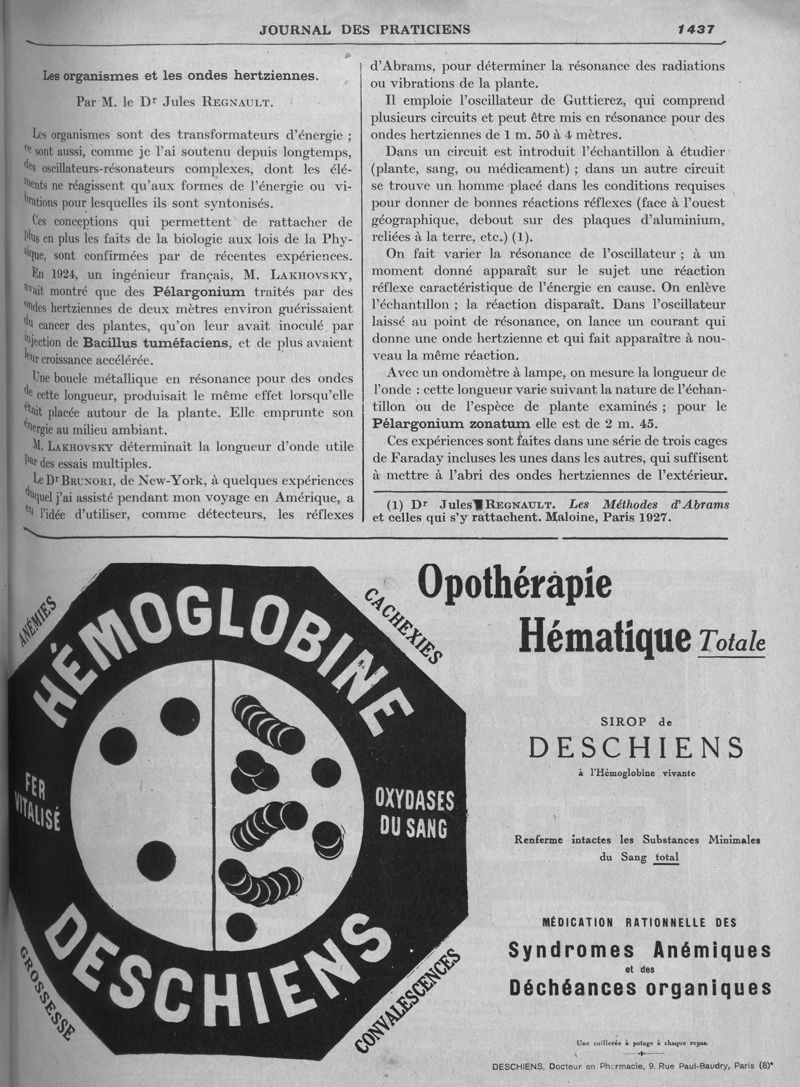 JOURNAL DES PRATICIENS
1437
Les organismes et les ondes hertziennes.
Par M. le Dr Jules REGNAULT.
Les organismes sont des transformateurs d'énergie ;
ce sont aussi, comme je l'ai soutenu depuis longtemps,
des oscillateurs-résonateurs complexes, dont les élé-
ments ne réagissent qu'aux formes de l'énergie ou vi-
brations pour lesquelles ils sont syntonisés.
Ces conceptions qui permettent de rattacher de
plus en plus les faits de la biologie aux lois de la Phy-
sique, sont confirmées par de récentes expériences.
En 1924, un ingénieur français, M. LAKHOVSKY,
avait montré que des Pélargonium traités par des
ondes hertziennes de deux mètres environ guérissaient
du cancer des plantes, qu'on leur avait inoculé par
injection de Bacillus tuméfaciens, et de plus avaient
leur croissance accélérée.
Une boucle métallique en résonance pour des ondes
de cette longueur, produisait le même effet lorsqu'elle
était placée autour de la plante. Elle emprunte son
énergie au milieu ambiant.
M. LAKHOVSKY déterminait la longueur d'onde utile
par des essais multiples.
Le Dr BRUNORI, de New-York, à quelques expériences
duquel j'ai assisté pendant mon voyage en Amérique, a
eu l'idée d'utiliser, comme détecteurs, les réflexes
d'Abrams, pour déterminer la résonance des radiations
ou vibrations de la plante.
Il emploie l'oscillateur de Guttierez, qui comprend
plusieurs circuits et peut être mis en résonance pour des
ondes hertziennes de 1 m. 50 à 4 mètres.
Dans un circuit est introduit l'échantillon à étudier
(plante, sang, ou médicament) ; dans un autre circuit
se trouve un homme placé dans les conditions requises
pour donner de bonnes réactions réflexes (face à l'ouest
géographique, debout sur des plaques d'aluminium,
reliées à la terre, etc.) (1).
On fait varier la résonance de l'oscillateur ; à un
moment donné apparaît sur le sujet une réaction
réflexe caractéristique de l'énergie en cause. On enlève
l'échantillon ; la réaction disparaît. Dans l'oscillateur
laissé au point de résonance, on lance un courant qui
donne une onde hertzienne et qui fait apparaître à nou-
veau la même réaction.
Avec un ondomètre à lampe, on mesure la longueur de
l'onde : cette longueur varie suivant la nature de l'échan-
tillon ou de l'espèce de plante examinés ; pour le
Pélargonium zonatum elle est de 2 m. 45.
Ces expériences sont faites dans une série de trois cages
de Faraday incluses les unes dans les autres, qui suffisent
à mettre à l'abri des ondes hertziennes de l'extérieur.
(1) Dr Jules REGNAULT. Les Méthodes d'Abrams
et celles qui s'y rattachent. Maloine, Paris 1927.
ANÉMIES
CACHEXIES
HÉMOGLOBINE
FER
VITALISÉ
OXYDASES
DU SANG
DESCHIENS
GROSSESSE
CONVALESCENCES
Opothérapie
Hématique Totale
SIROP de
DESCHIENS
à l'Hémoglobine vivante
Renferme intactes les Substances Minimales
du Sang total
MÉDICATION RATIONNELLE DES
Syndromes Anémiques
et des
Déchéances organiques
Une cuillerée à potage à chaque repas.
DESCHIENS, Docteur en Pharmacie, 9, Rue Paul-Baudry, Paris (8)e